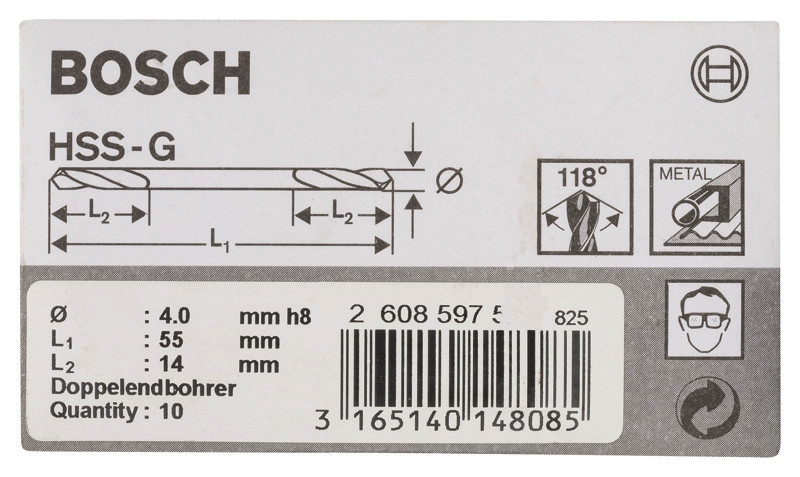 BOSCH
HSS-G
Ø
L2
L2
L1
118°
METAL
Ø : 4.0 mm h8
L1 : 55 mm
L2 : 14 mm
Doppelendbohrer
Quantity : 10
2 608 597
825
3 165140 148085